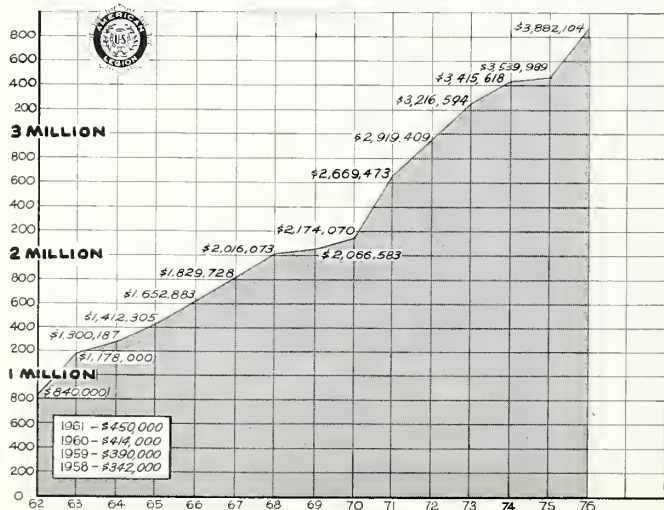 AMERICAN
U.S.
LEGION
$3,882,104
800
$3,539,989
600
$3,415,618
400
$3,216,594
200
3 MILLION
$2,919,409
800
$2,669,473
600
400
200
$2,174,070
2 MILLION
$2,016,073
$2,066,583
800
$1,829,728
600
$1,652,883
400
$1,412,305
$1,300,187
200
$1,178,000
1 MILLION
$840,000
800
600
1961 - $450,000
400
1960 - $414,000
1959 - $390,000
200
1958 - $342,000
0
62 63 64 65 66 67 68 69 70 71 72 73 74 75 76